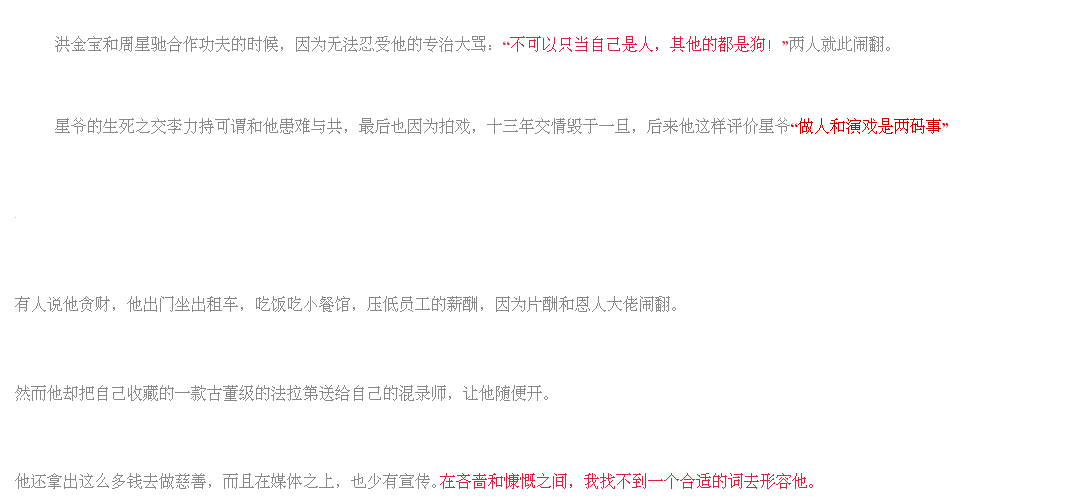 洪金宝和周星驰合作功夫的时候，因为无法忍受他的专治大骂：“不可以只当自己是人，其他的都是狗！”两人就此闹翻。
星爷的生死之交李力持可谓和他患难与共，最后也因为拍戏，十三年交情毁于一旦，后来他这样评价星爷“做人和演戏是两码事”
有人说他贪财，他出门坐出租车，吃饭吃小餐馆，压低员工的薪酬，因为片酬和恩人大佬闹翻。
然而他却把自己收藏的一款古董级的法拉第送给自己的混录师，让他随便开。
他还拿出这么多钱去做慈善，而且在媒体之上，也少有宣传。在吝啬和慷慨之间，我找不到一个合适的词去形容他。